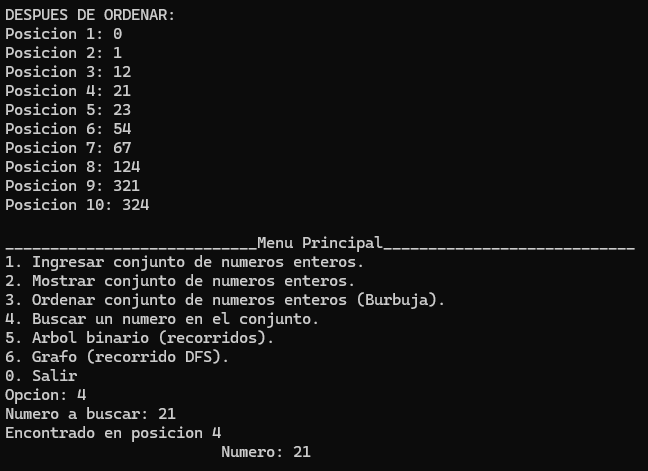 DESPUES DE ORDENAR:
Posicion 1: 0
Posicion 2: 1
Posicion 3: 12
Posicion 4: 21
Posicion 5: 23
Posicion 6: 54
Posicion 7: 67
Posicion 8: 124
Posicion 9: 321
Posicion 10: 324
____________________________Menu Principal____________________________
1. Ingresar conjunto de numeros enteros.
2. Mostrar conjunto de numeros enteros.
3. Ordenar conjunto de numeros enteros (Burbuja).
4. Buscar un numero en el conjunto.
5. Arbol binario (recorridos).
6. Grafo (recorrido DFS).
0. Salir
Opcion: 4
Numero a buscar: 21
Encontrado en posicion 4
Numero: 21